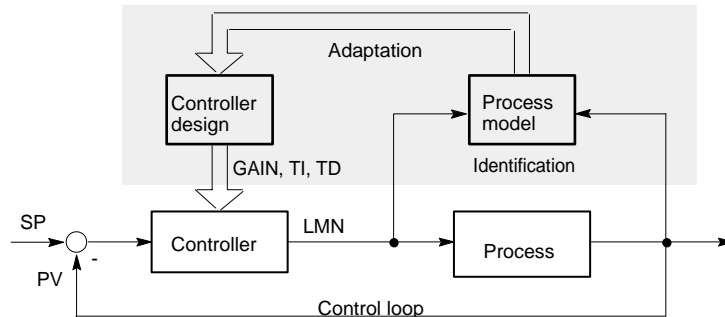 Adaptation
Controller
design
Process
model
GAIN, TI, TD
Identification
SP
Controller
LMN
Process
-
PV
Control loop